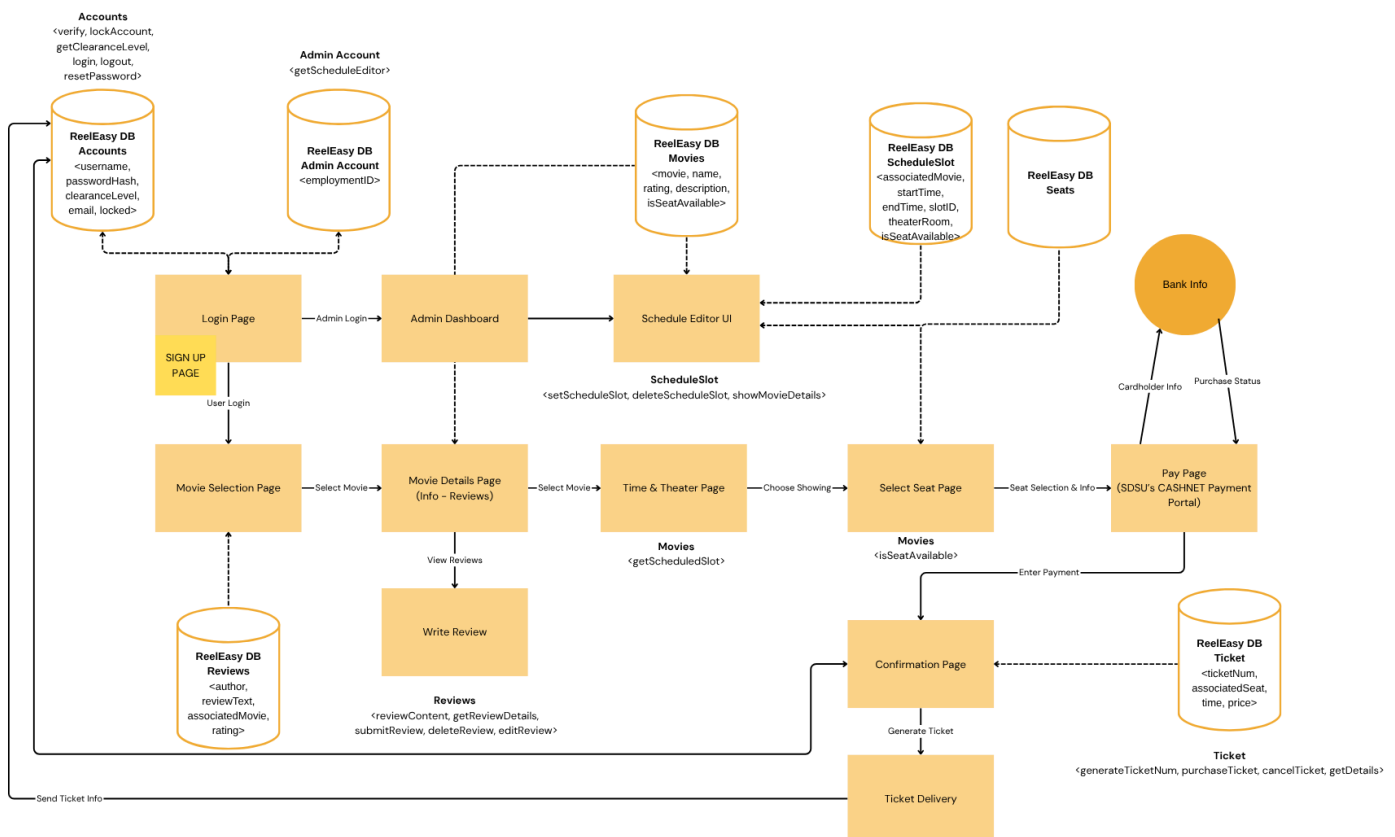 Accounts
<verify, lockAccount,
getClearanceLevel,
login, logout,
resetPassword>
Admin Account
<getScheduleEditor>
ReelEasy DB
Accounts
<username,
passwordHash,
clearanceLevel,
email, locked>
ReelEasy DB
Admin Account
<employmentID>
ReelEasy DB
Movies
<movie, name,
rating, description,
isSeatAvailable>
ReelEasy DB
ScheduleSlot
<associatedMovie,
startTime,
endTime, slotID,
theaterRoom,
isSeatAvailable>
ReelEasy DB
Seats
Bank Info
Login Page
Admin Login
Admin Dashboard
Schedule Editor UI
SIGN UP
PAGE
User Login
ScheduleSlot
<setScheduleSlot, deleteScheduleSlot, showMovieDetails>
Cardholder Info
Purchase Status
Movie Selection Page
Select Movie
Movie Details Page
(Info - Reviews)
Select Movie
Time & Theater Page
Choose Showing
Select Seat Page
Seat Selection & Info
Pay Page
(SDSU's CASHNET Payment
Portal)
Movies
<getScheduledSlot>
Movies
<isSeatAvailable>
View Reviews
Enter Payment
Write Review
ReelEasy DB
Reviews
<author,
reviewText,
associatedMovie,
rating>
Reviews
<reviewContent, getReviewDetails,
submitReview, deleteReview, editReview>
Confirmation Page
ReelEasy DB
Ticket
<ticketNum,
associatedSeat,
time, price>
Generate Ticket
Ticket
<generateTicketNum, purchaseTicket, cancelTicket, getDetails>
Send Ticket Info
Ticket Delivery